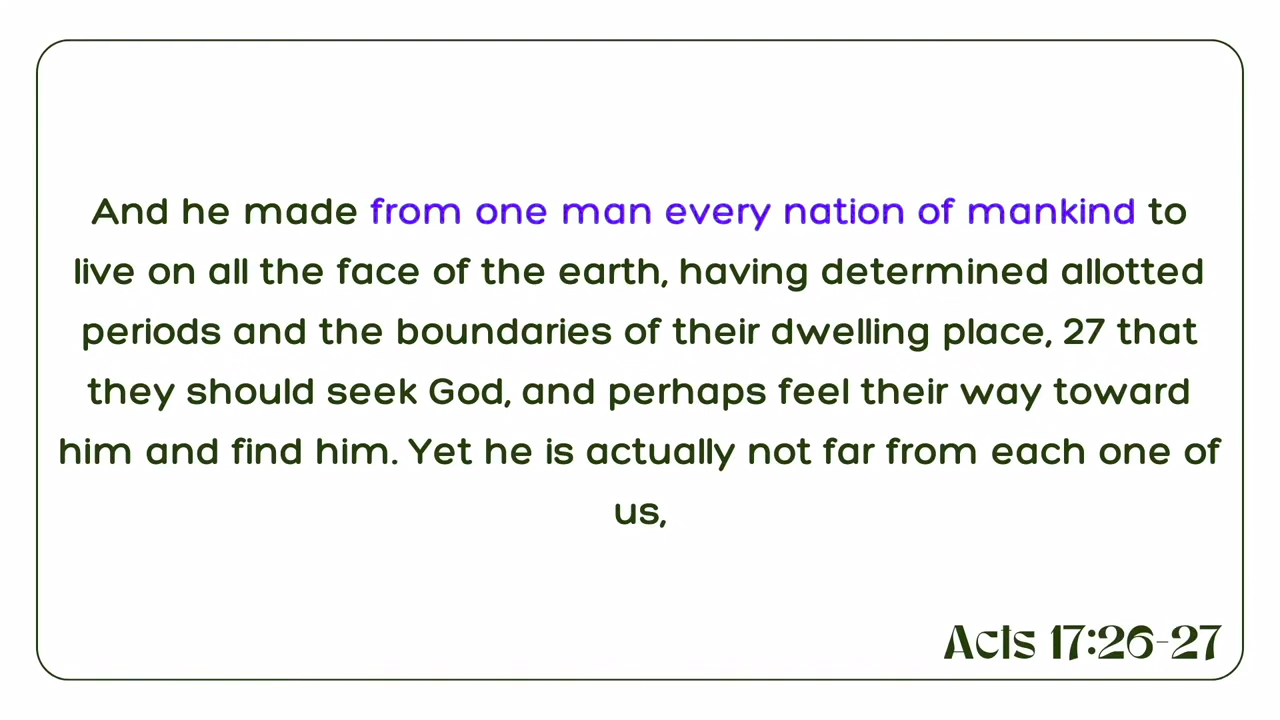 And he made from one man every nation of mankind to
live on all the face of the earth, having determined allotted
periods and the boundaries of their dwelling place, 27 that
they should seek God, and perhaps feel their way toward
him and find him. Yet he is actually not far from each one of
us,
Acts 17:26-27